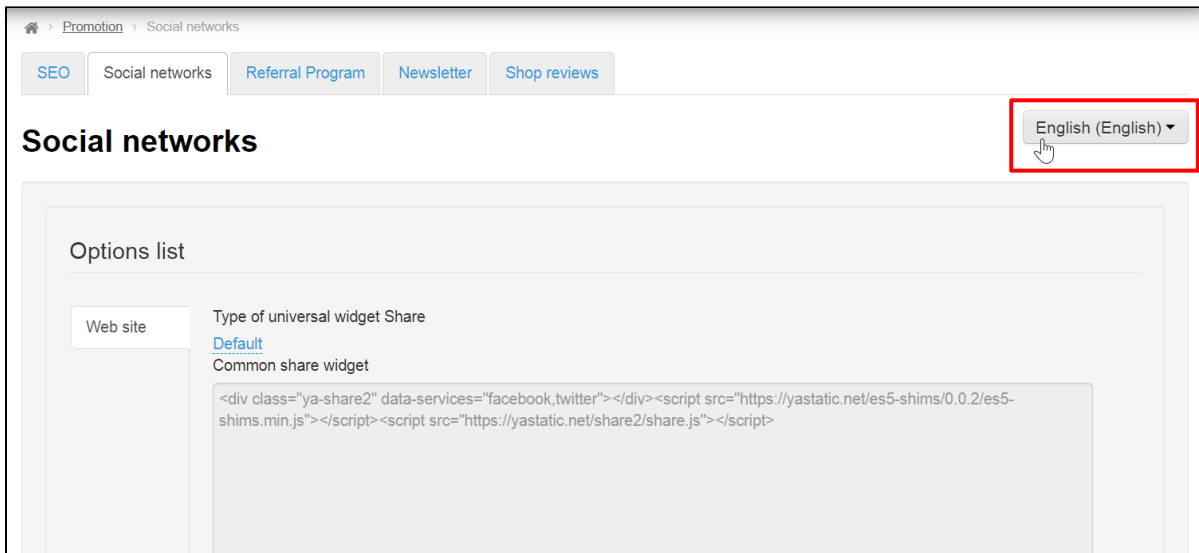 Promotion › Social networks
SEO Social networks Referral Program Newsletter Shop reviews
Social networks
English (English)
Options list
Web site
Type of universal widget Share
Default
Common share widget
<div class="ya-share2" data-services="facebook,twitter"></div><script src="https://yastatic.net/es5-shims/0.0.2/es5-
shims.min.js"></script><script src="https://yastatic.net/share2/share.js"></script>